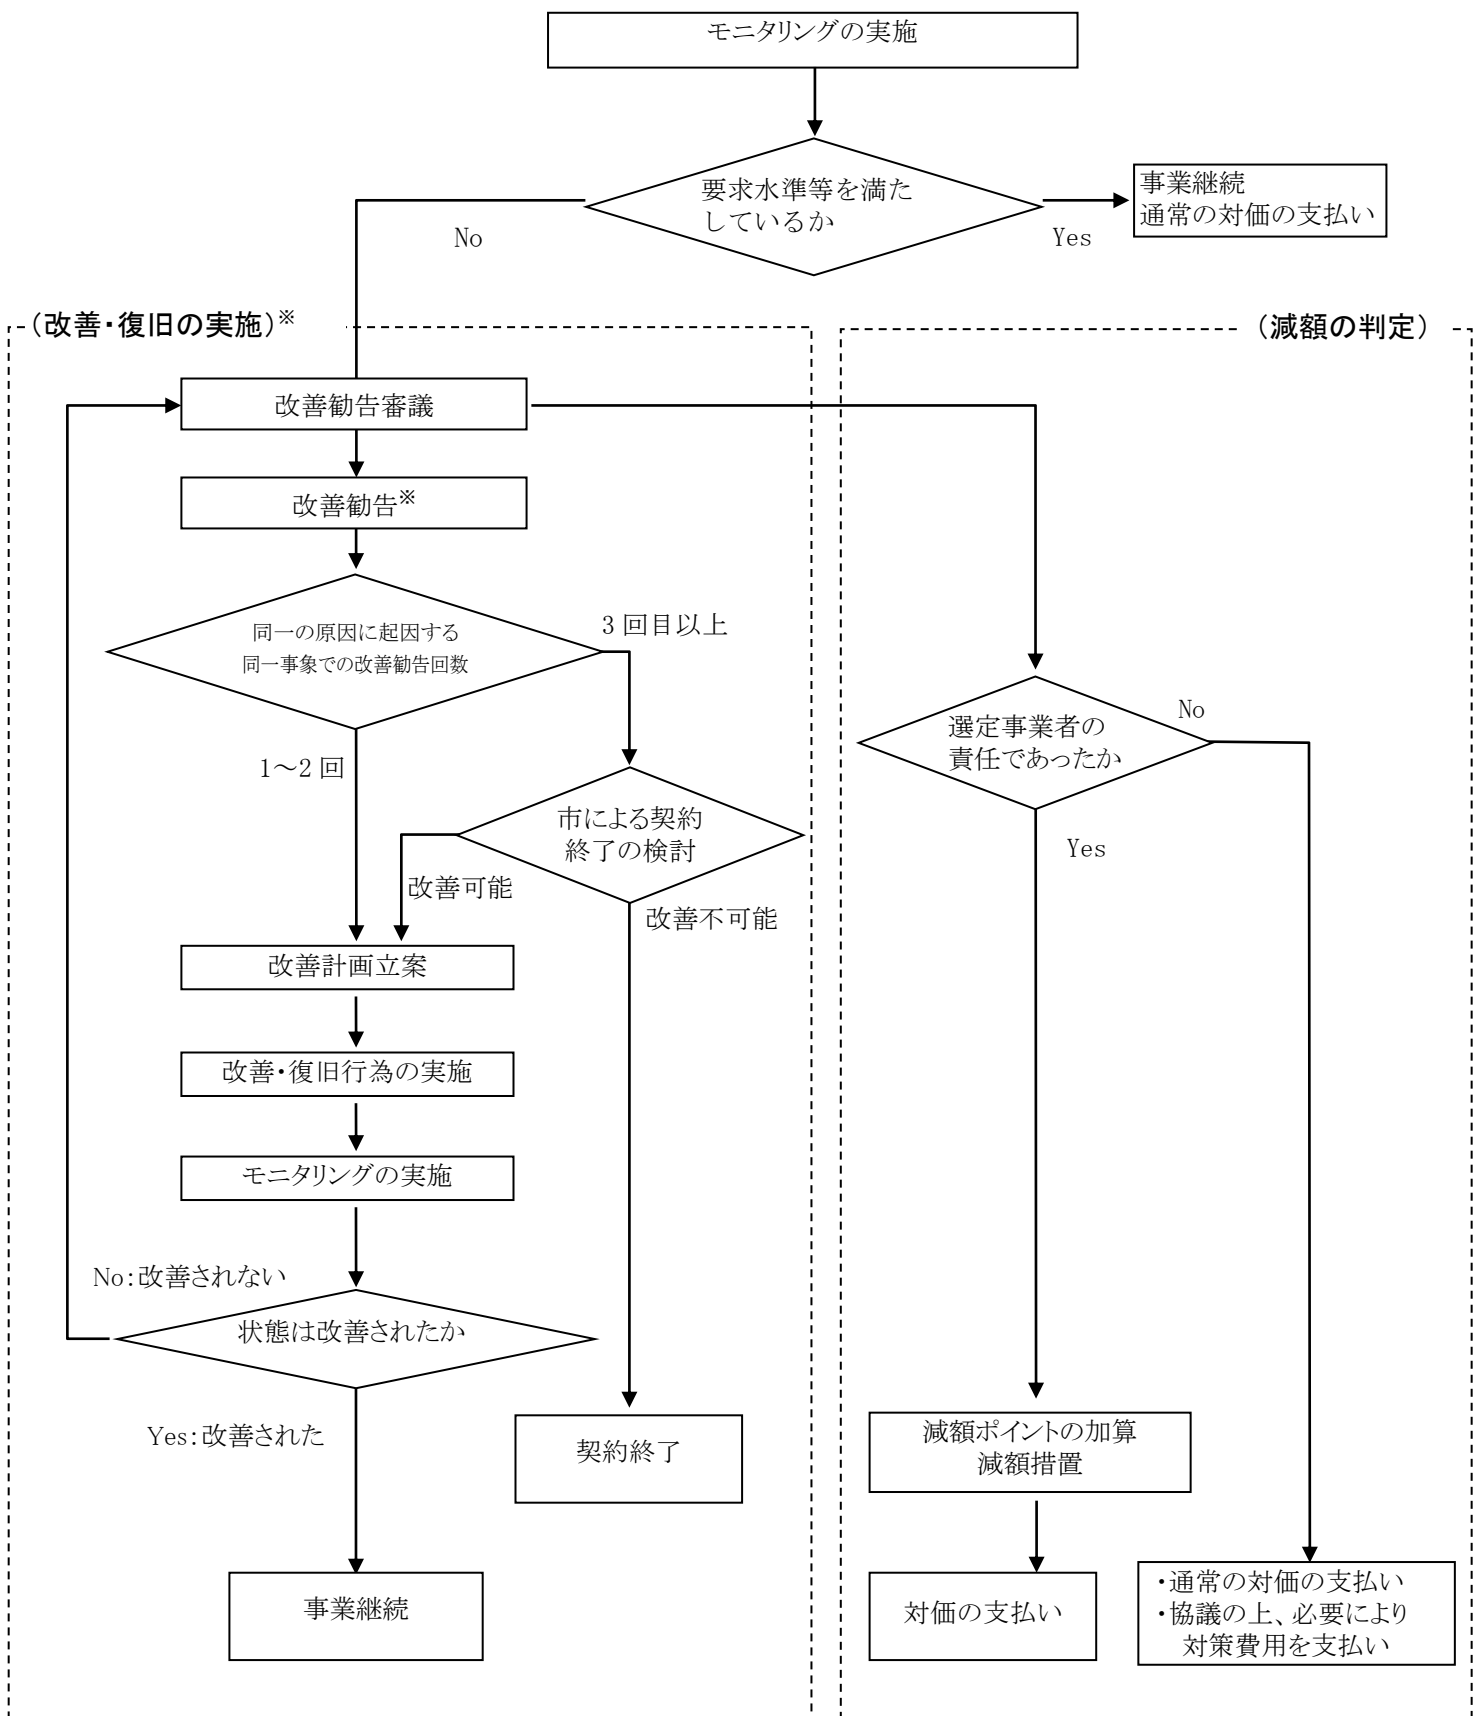 モニタリングの実施
要求水準等を満た
しているか
事業継続
通常の対価の支払い
No
Yes
(改善・復旧の実施)※
(減額の判定)
改善勧告審議
改善勧告※
同一の原因に起因する
同一事象での改善勧告回数
3回目以上
1～2回
市による契約
終了の検討
改善可能
改善不可能
選定事業者の
責任であったか
No
Yes
改善計画立案
改善・復旧行為の実施
モニタリングの実施
No:改善されない
状態は改善されたか
Yes:改善された
契約終了
事業継続
減額ポイントの加算
減額措置
対価の支払い
・通常の対価の支払い
・協議の上、必要により
対策費用を支払い